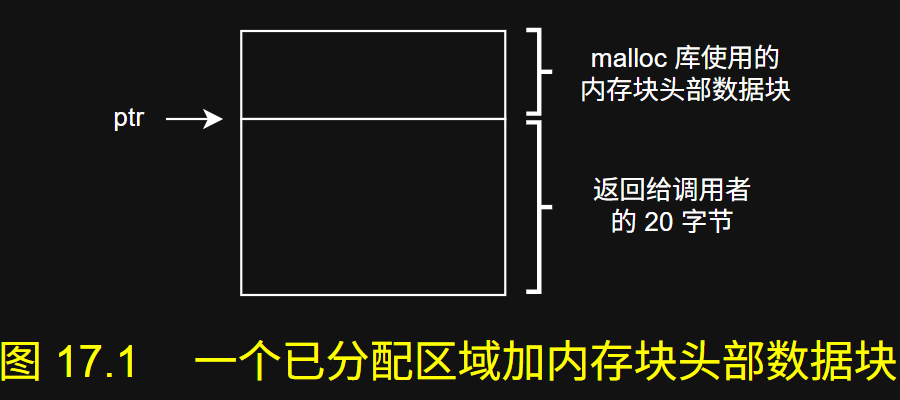 malloc 库使用的
内存块头部数据块
ptr
返回给调用者
的 20 字节
图 17.1 一个已分配区域加内存块头部数据块